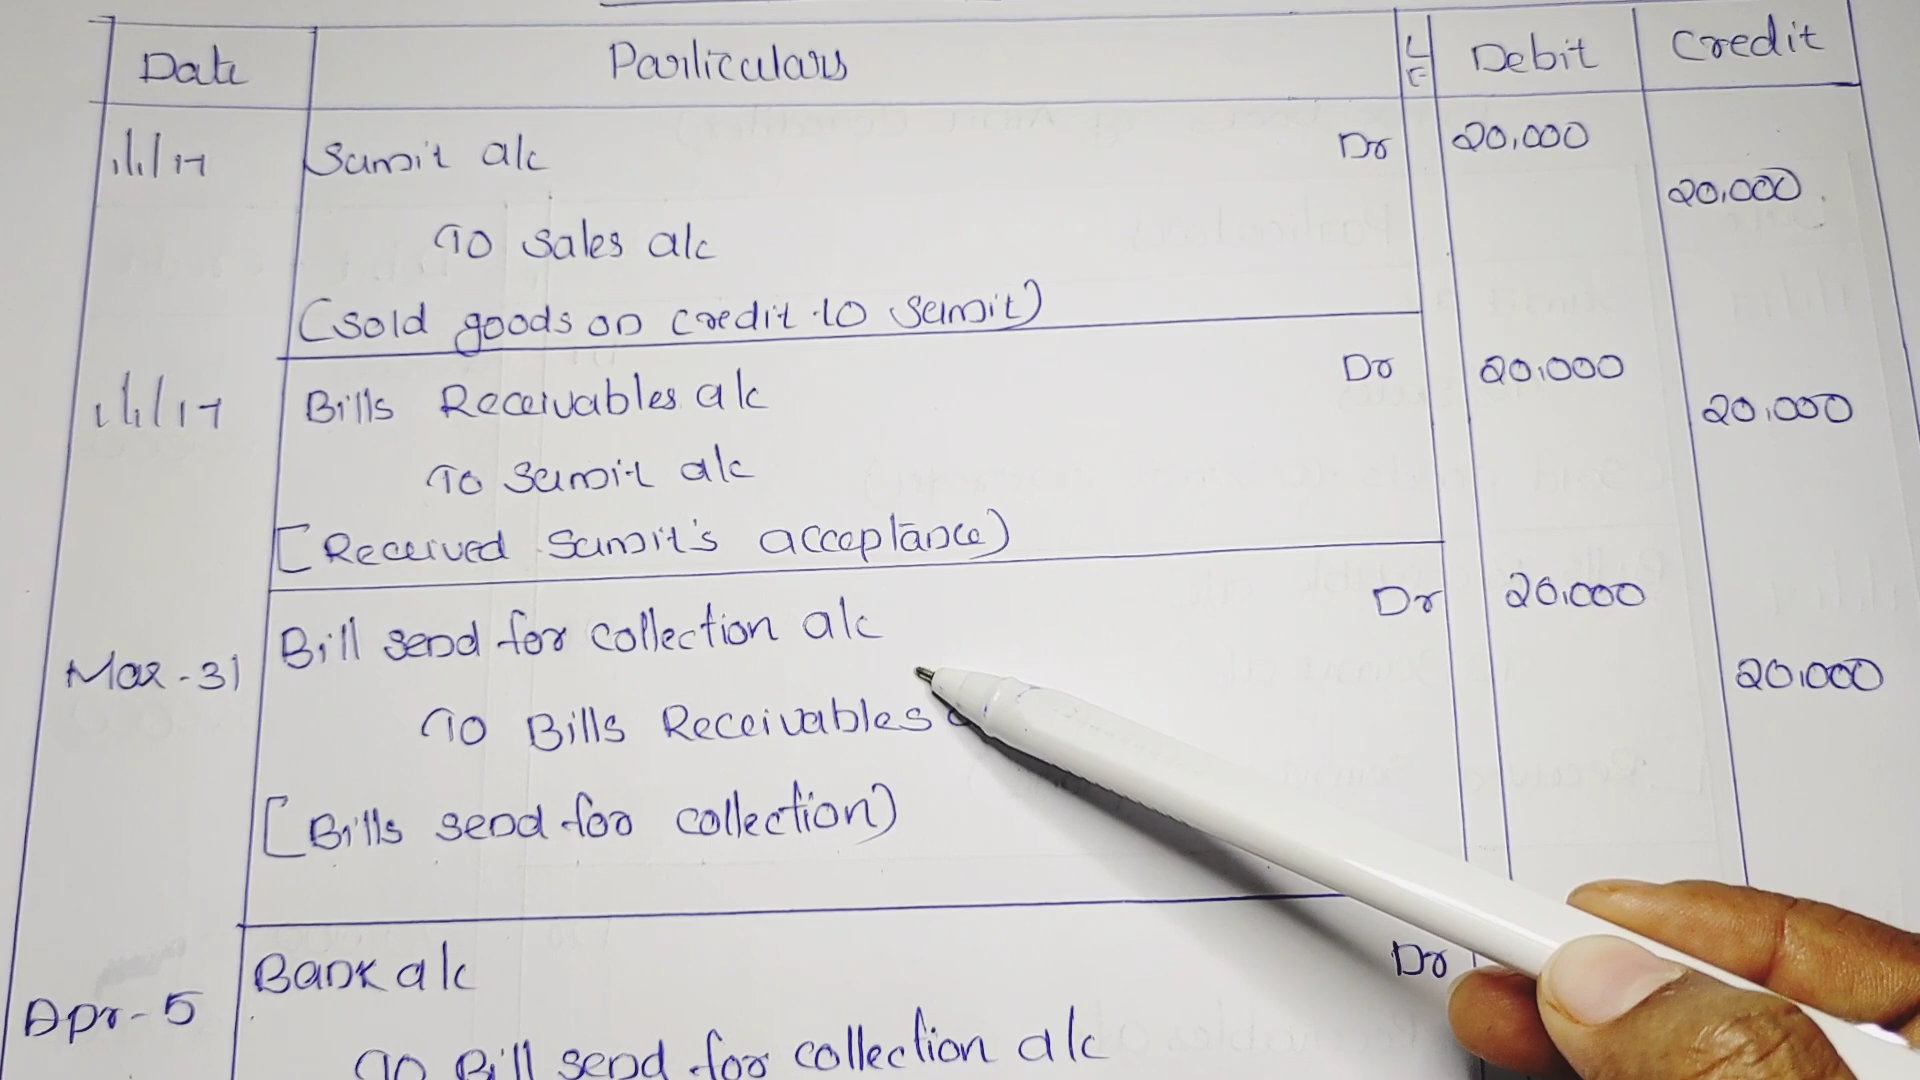 Date Particulars LF Debit Credit
1/1/17 Sumit a/c Dr 20,000
To Sales a/c 20,000
(Sold goods on credit to Sumit)
1/1/17 Bills Receivables a/c Dr 20,000
To Sumit a/c 20,000
[Received Sumit's acceptance)
Mar-31 Bill send for collection a/c Dr 20,000
To Bills Receivables 20,000
[Bills send for collection)
Apr-5 Bank a/c Dr
To Bill send for collection a/c